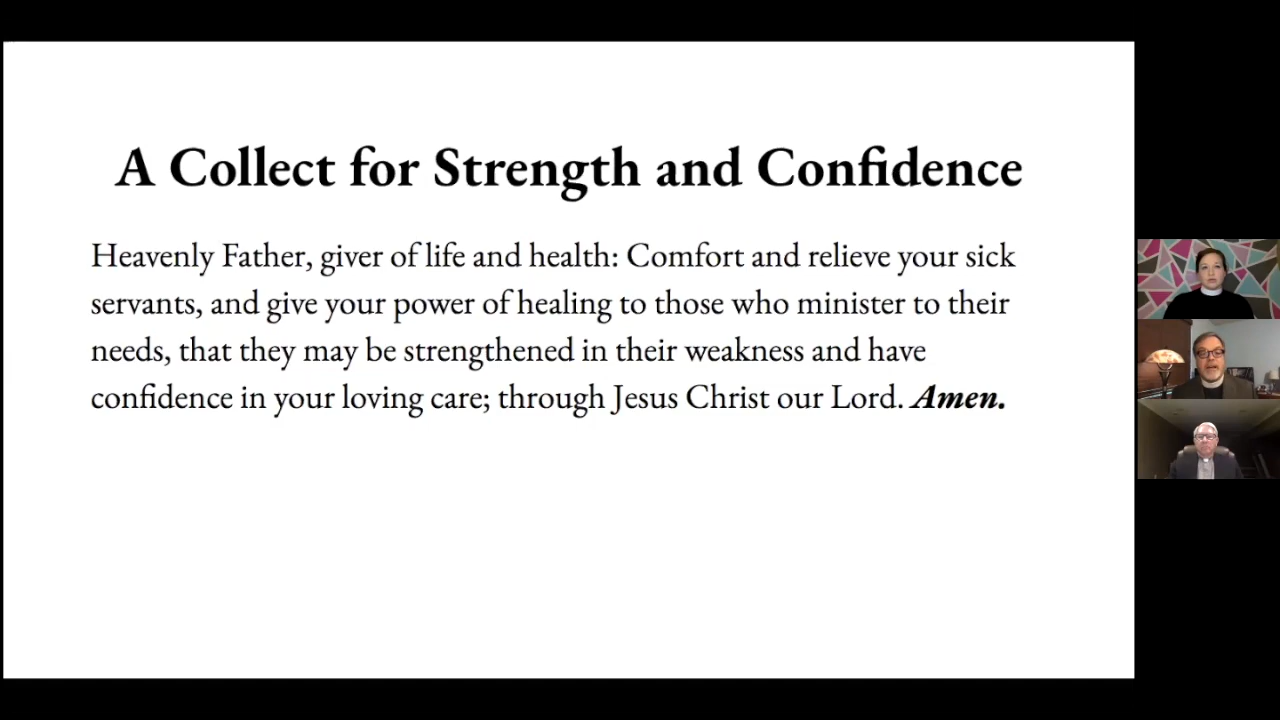 A Collect for Strength and Confidence
Heavenly Father, giver of life and health: Comfort and relieve your sick
servants, and give your power of healing to those who minister to their
needs, that they may be strengthened in their weakness and have
confidence in your loving care; through Jesus Christ our Lord. Amen.